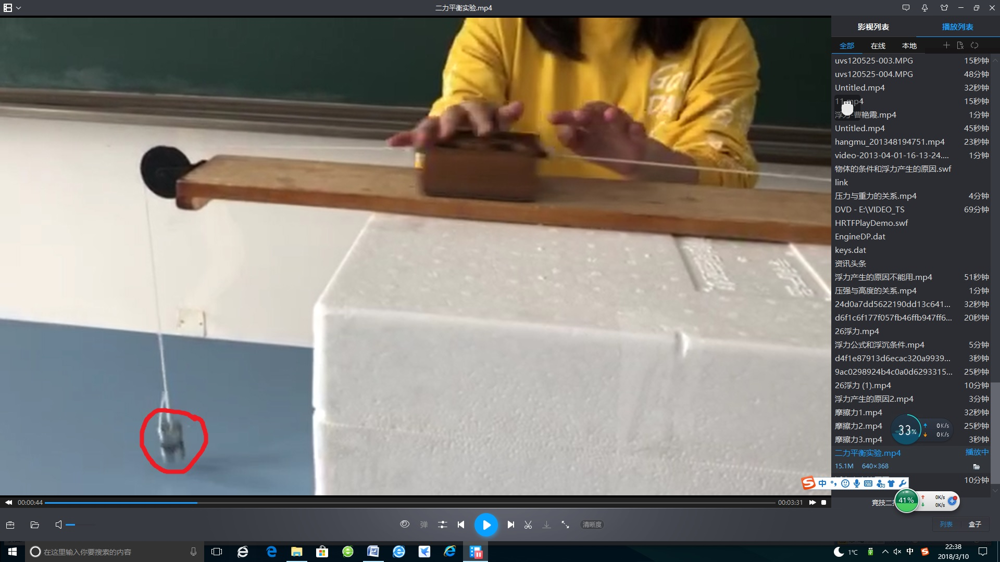 二力平衡实验.mp4
影视列表
播放列表
全部
在线
本地
uvs120525-003.MPG 15秒钟
uvs120525-004.MPG 48分钟
Untitled.mp4 32秒钟
11.mp4 15秒钟
浮力-曹艳霞.mp4 1分钟
Untitled.mp4 45秒钟
hangmu_201348194751.mp4 23秒钟
video-2013-04-01-16-13-24.... 1分钟
物体的条件和浮力产生的原因.swf
link
压力与重力的关系.mp4 4分钟
DVD - E:\VIDEO_TS 69分钟
HRTFPlayDemo.swf
EngineDP.dat
keys.dat
资讯头条
浮力产生的原因不能用.mp4 51秒钟
压强与高度的关系.mp4 1分钟
24d0a7dd5622190dd13c641... 32秒钟
d6f1c6f177f057fb46ffb947ff6... 20秒钟
26浮力.mp4
浮力公式和浮沉条件.mp4 5分钟
d4f1e87913d6ecac320a9939... 3秒钟
9ac0298924b4c0a0d6293315... 25秒钟
26浮力 (1).mp4 10分钟
浮力产生的原因2.mp4 3分钟
摩擦力1.mp4 32秒钟
摩擦力2.mp4 25秒钟
摩擦力3.mp4 3秒钟
33% 0K/s
0K/s
二力平衡实验.mp4 播放中
15.1M 640×368
10分钟
中
竞技二
41% 0K/s
0K/s
00:00:44
00:03:31
弹
清晰度
列表
盒子
在这里输入你要搜索的内容
1℃
中
22:38
2018/3/10